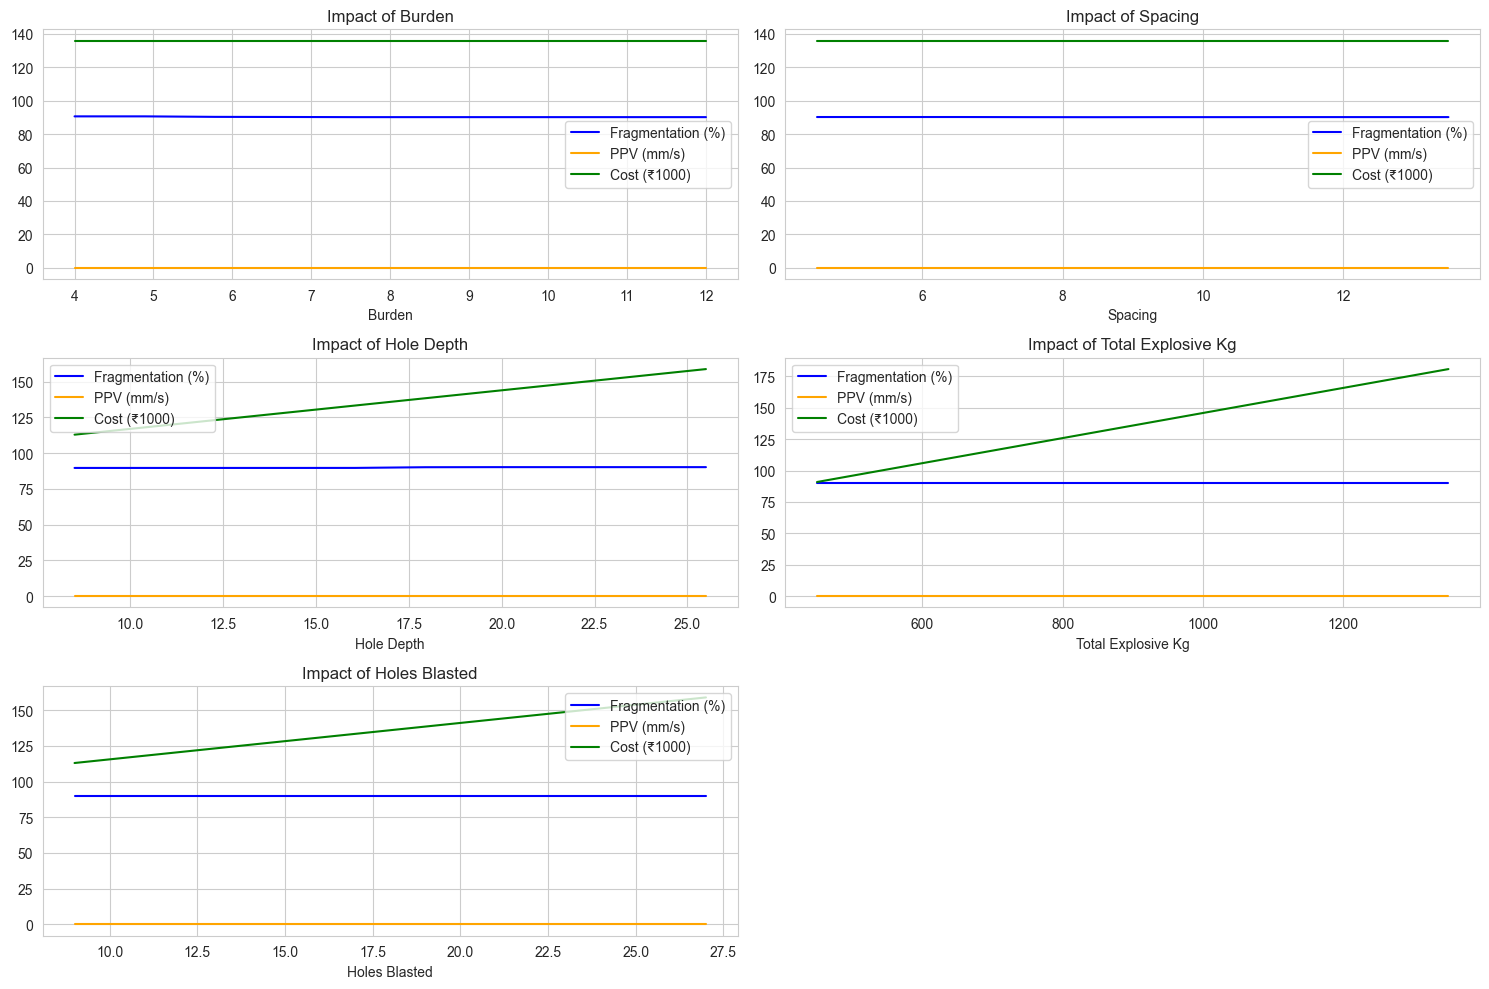 Impact of Burden
140
120
100
80
60
40
20
0
Fragmentation (%)
PPV (mm/s)
Cost (₹1000)
4 5 6 7 8 9 10 11 12
Burden
Impact of Spacing
140
120
100
80
60
40
20
0
Fragmentation (%)
PPV (mm/s)
Cost (₹1000)
6 8 10 12
Spacing
Impact of Hole Depth
150
125
100
75
50
25
0
Fragmentation (%)
PPV (mm/s)
Cost (₹1000)
10.0 12.5 15.0 17.5 20.0 22.5 25.0
Hole Depth
Impact of Total Explosive Kg
175
150
125
100
75
50
25
0
Fragmentation (%)
PPV (mm/s)
Cost (₹1000)
600 800 1000 1200
Total Explosive Kg
Impact of Holes Blasted
150
125
100
75
50
25
0
Fragmentation (%)
PPV (mm/s)
Cost (₹1000)
10.0 12.5 15.0 17.5 20.0 22.5 25.0 27.5
Holes Blasted